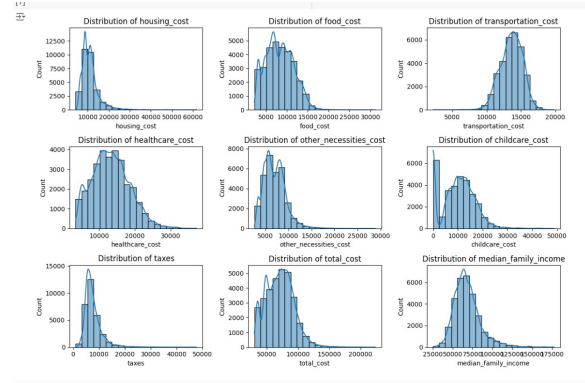 [7]
Distribution of housing_cost
Distribution of food_cost
Distribution of transportation_cost
12500
10000
7500
5000
2500
0
Count
10000 20000 30000 40000 50000 60000
housing_cost
5000
4000
3000
2000
1000
0
Count
5000 10000 15000 20000 25000 30000
food_cost
6000
4000
2000
0
Count
5000 10000 15000 20000
transportation_cost
Distribution of healthcare_cost
Distribution of other_necessities_cost
Distribution of childcare_cost
4000
3000
2000
1000
0
Count
10000 20000 30000
healthcare_cost
8000
6000
4000
2000
0
Count
5000 10000 15000 20000 25000 30000
other_necessities_cost
6000
4000
2000
0
Count
0 10000 20000 30000 40000 50000
childcare_cost
Distribution of taxes
Distribution of total_cost
Distribution of median_family_income
15000
10000
5000
0
Count
0 10000 20000 30000 40000 50000
taxes
5000
4000
3000
2000
1000
0
Count
50000 100000 150000 200000
total_cost
6000
4000
2000
0
Count
25000 50000 75000 100000 125000 150000 175000
median_family_income